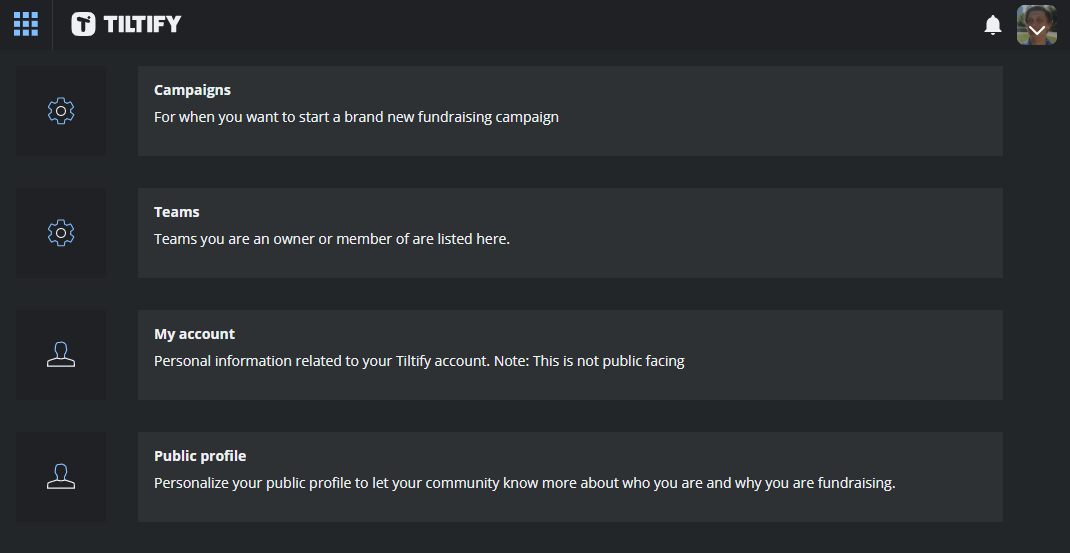 TILTIFY
Campaigns
For when you want to start a brand new fundraising campaign
Teams
Teams you are an owner or member of are listed here.
My account
Personal information related to your Tiltify account. Note: This is not public facing
Public profile
Personalize your public profile to let your community know more about who you are and why you are fundraising.